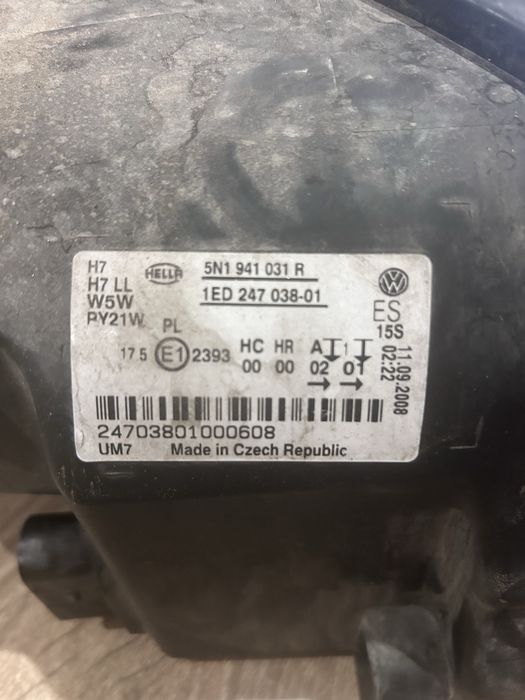 H7
H7 LL
W5W
PY21W
HELLA
5N1 941 031 R
1ED 247 038-01
ES
15S
PL
17 5 E1 2393
HC HR A 1
00 00 02 01
11.09.2008
02:22
24703801000608
UM7 Made in Czech Republic